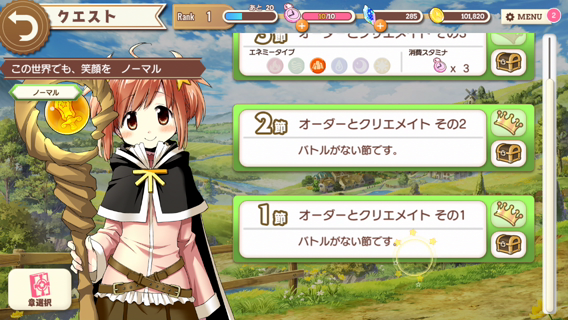 クエスト
Rank 1
あと 20
10/10
285
101,820
MENU 2
この世界でも、笑顔を ノーマル
ノーマル
エネミータイプ
消費スタミナ
x 3
2節 オーダーとクリエメイト その2
バトルがない節です。
1節 オーダーとクリエメイト その1
バトルがない節です。
章選択